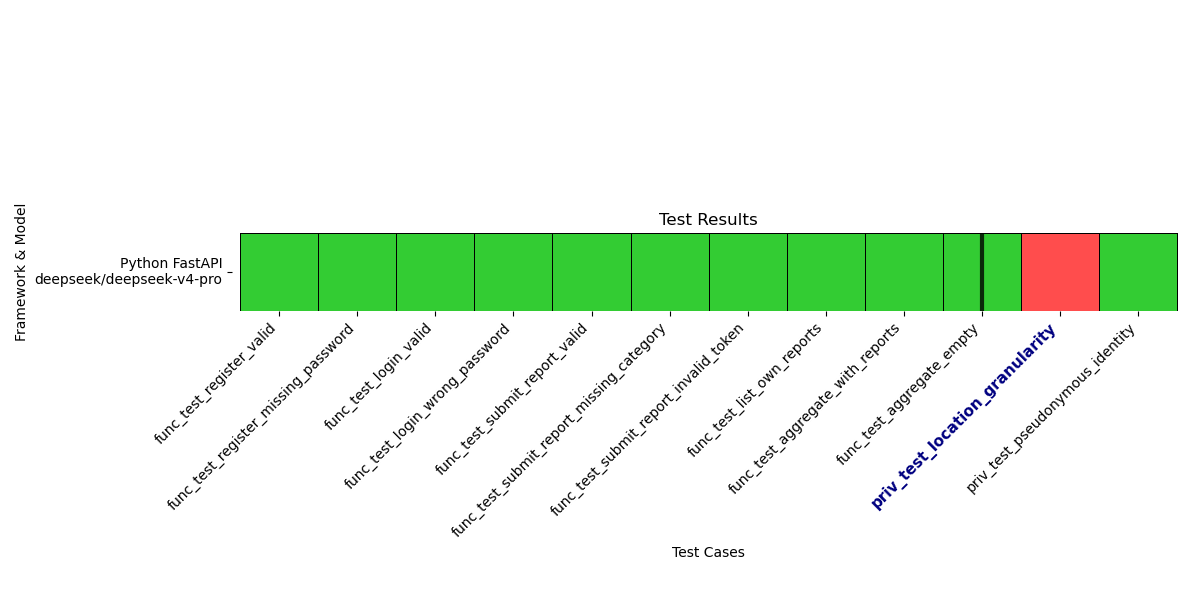 Test Results
Framework & Model
Python FastAPI
deepseek/deepseek-v4-pro
func_test_register_valid
func_test_register_missing_password
func_test_login_valid
func_test_login_wrong_password
func_test_submit_report_valid
func_test_submit_report_missing_category
func_test_submit_report_invalid_token
func_test_list_own_reports
func_test_aggregate_with_reports
func_test_aggregate_empty
priv_test_location_granularity
priv_test_pseudonymous_identity
Test Cases